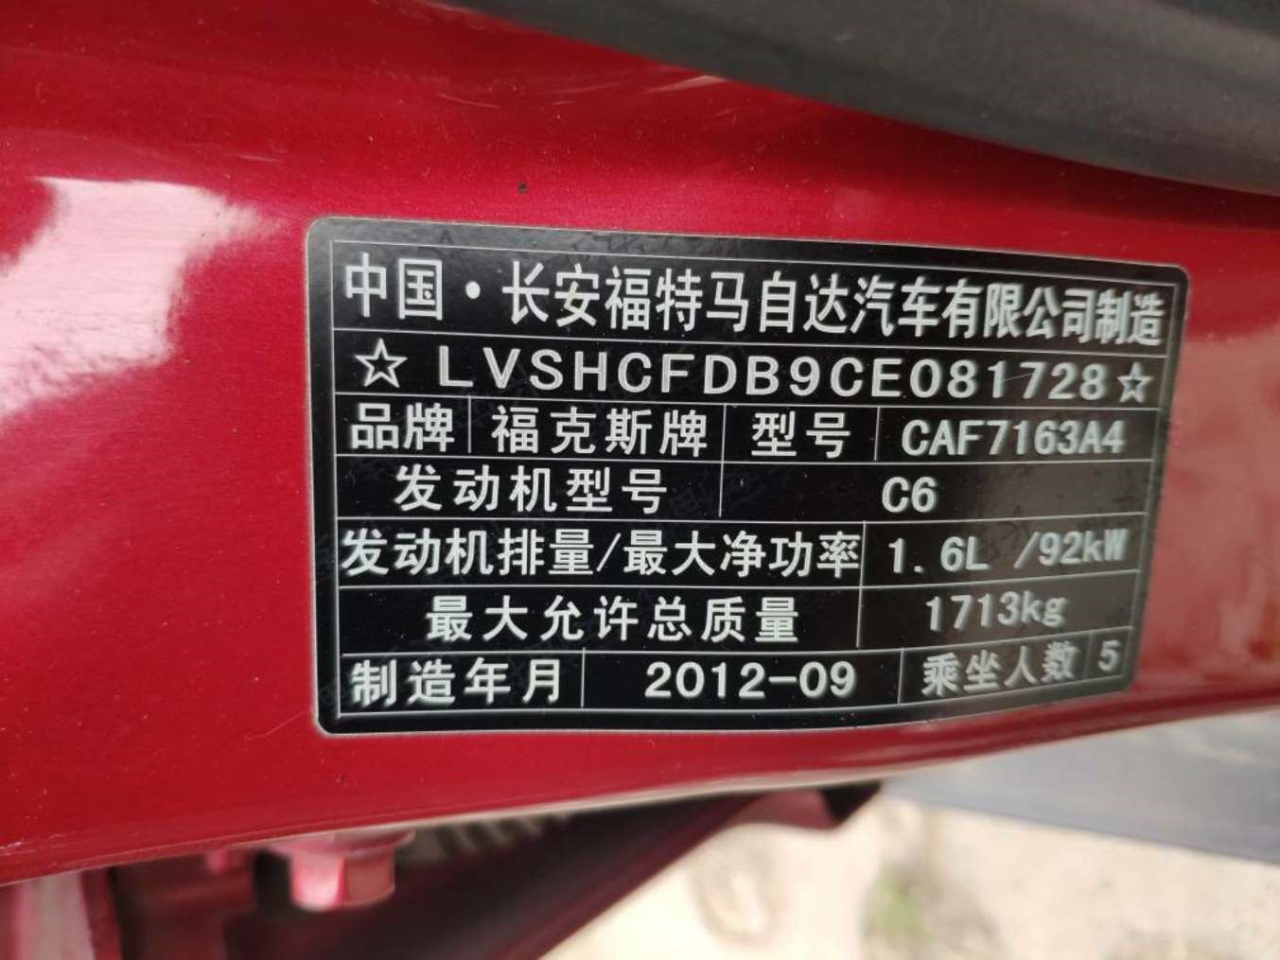 中国·长安福特马自达汽车有限公司制造
☆LVSHCFDB9CE081728☆
品牌 福克斯牌 型号 CAF7163A4
发动机型号 C6
发动机排量/最大净功率 1.6L /92kW
最大允许总质量 1713kg
制造年月 2012-09 乘坐人数 5